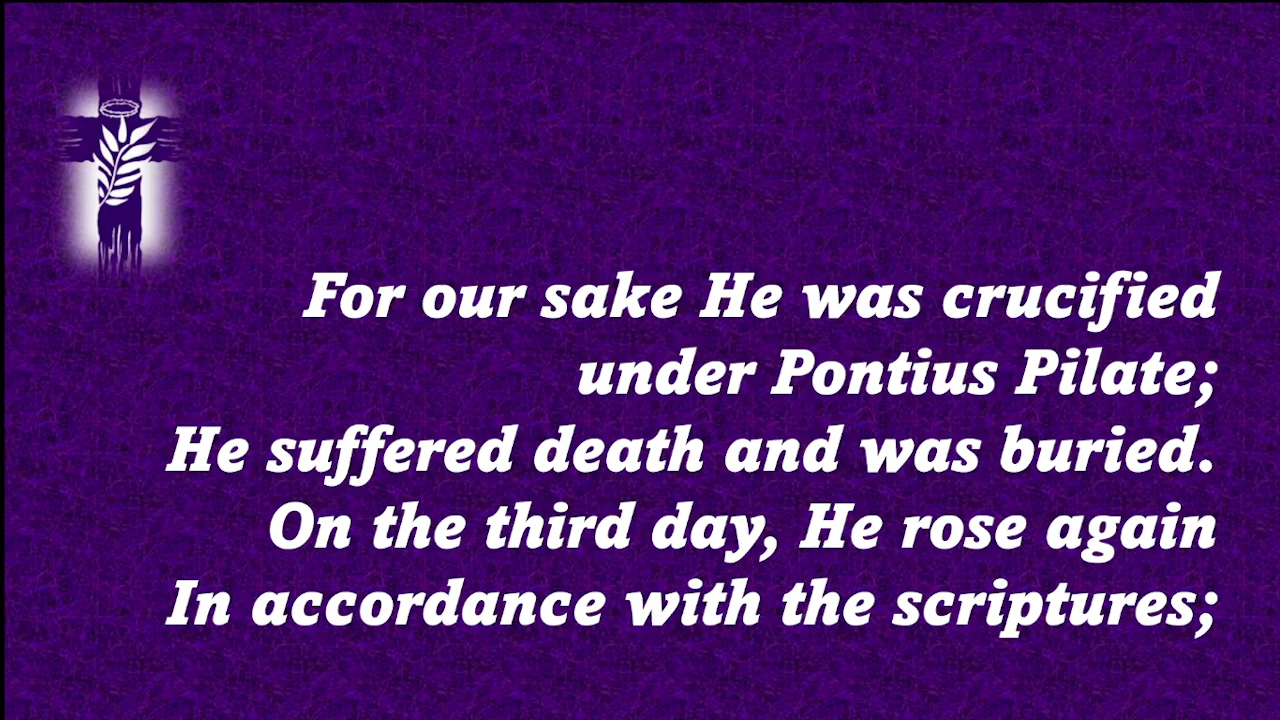 For our sake He was crucified
under Pontius Pilate;
He suffered death and was buried.
On the third day, He rose again
In accordance with the scriptures;